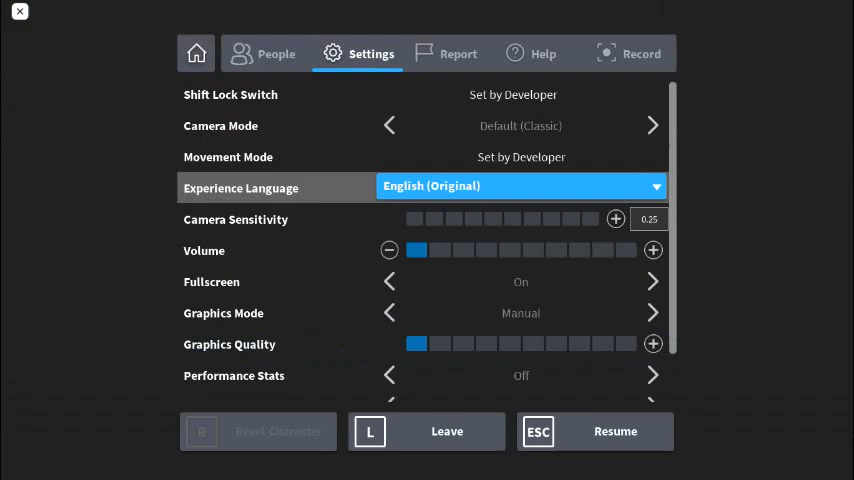 People Settings Report Help Record
Shift Lock Switch Set by Developer
Camera Mode Default (Classic)
Movement Mode Set by Developer
Experience Language English (Original)
Camera Sensitivity 0.25
Volume
Fullscreen On
Graphics Mode Manual
Graphics Quality
Performance Stats Off
R Reset Character L Leave ESC Resume